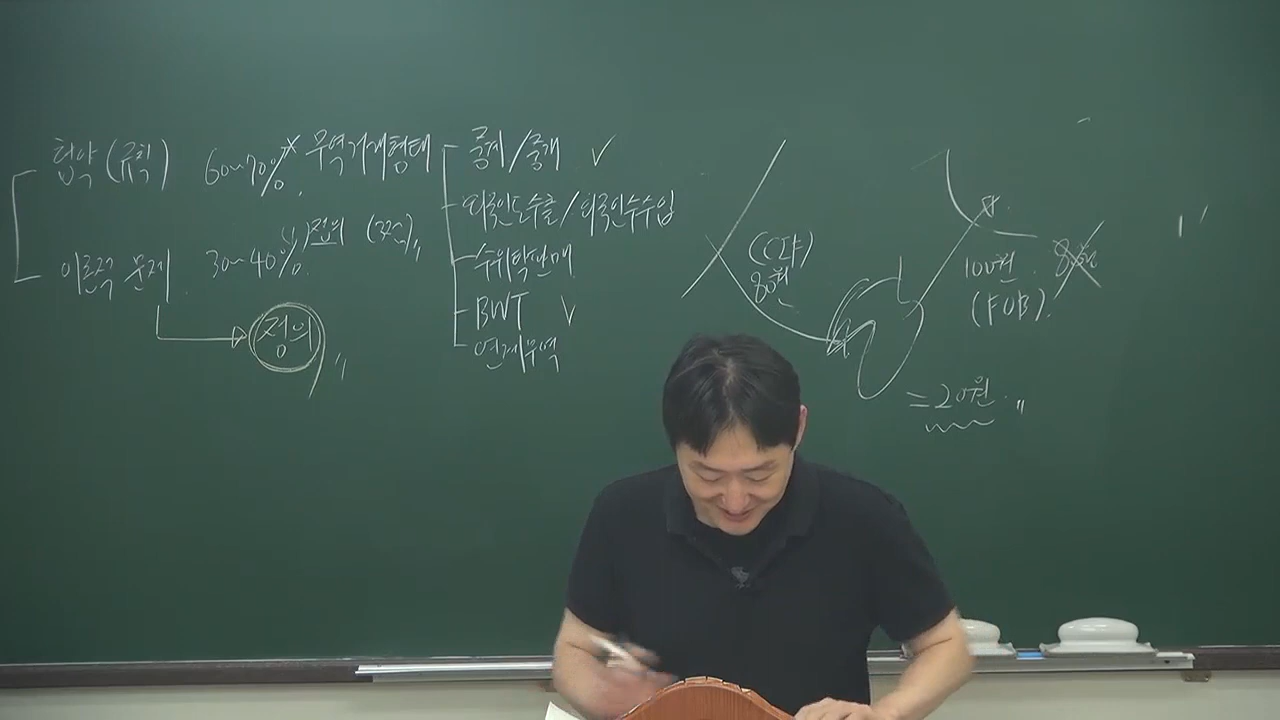 협약 (규칙) 60~70%
이론적 문제 30~40%
정의
* 무역거래형태
정의 (32조)
중계/중개 ✓
외국인도수출/외국인수수입
수위탁판매
BWT ✓
연계무역
(CIF)
80원
100원
(FOB)
80원
= 20원